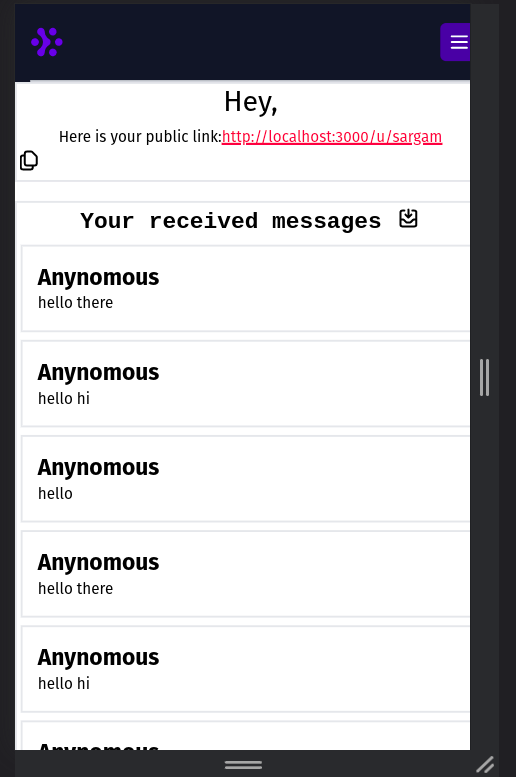 Hey,
Here is your public link:http://localhost:3000/u/sargam
Your received messages
Anynomous
hello there
Anynomous
hello hi
Anynomous
hello
Anynomous
hello there
Anynomous
hello hi
Anynomous